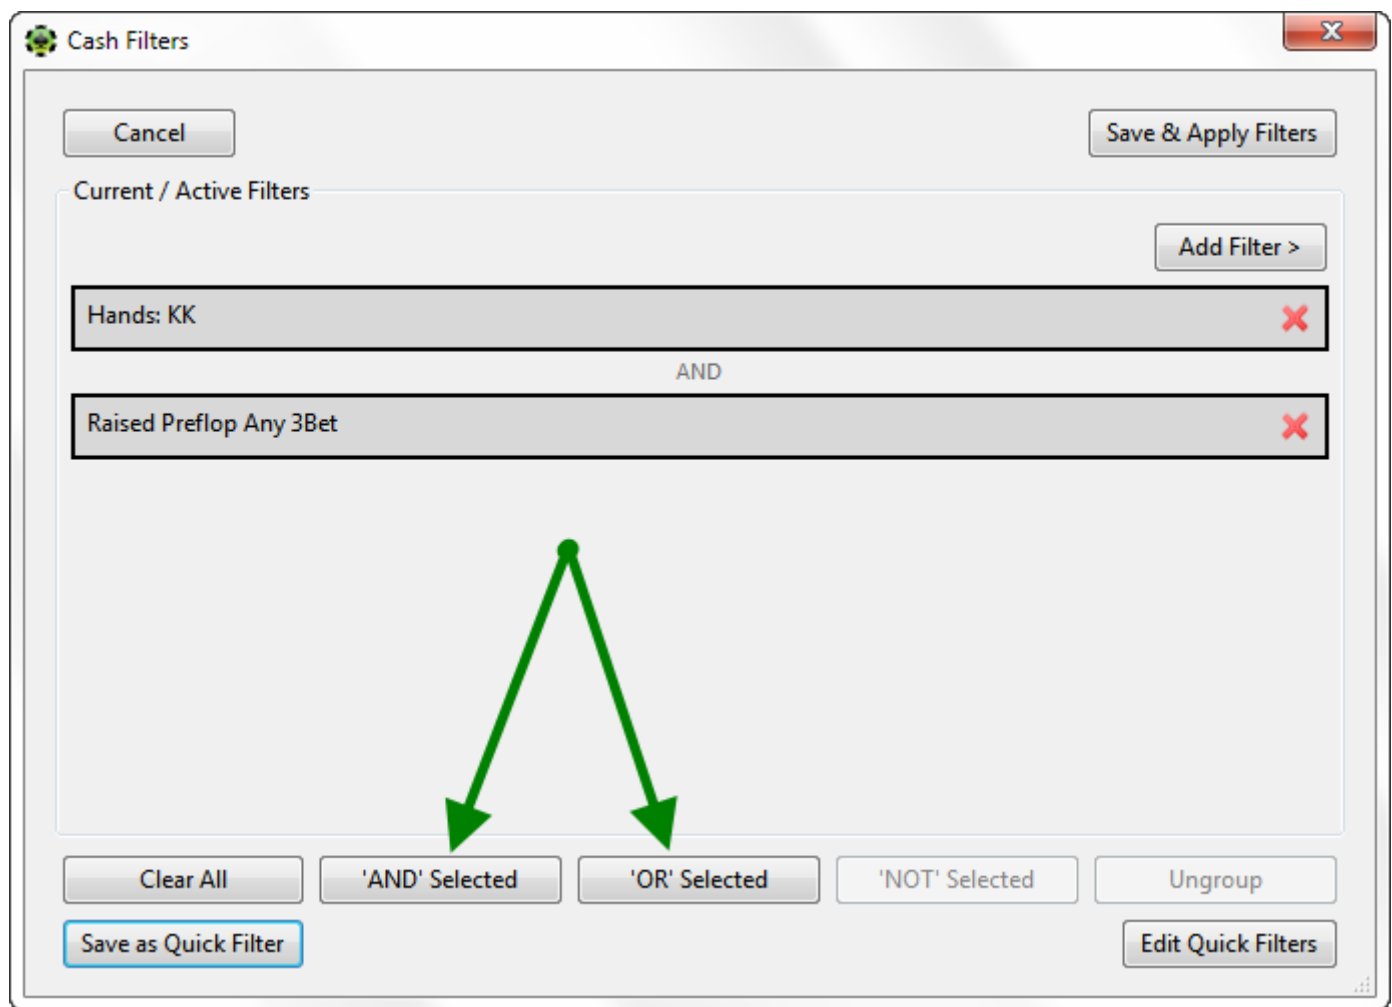 Cash Filters
Cancel
Save & Apply Filters
Current / Active Filters
Add Filter >
Hands: KK
AND
Raised Preflop Any 3Bet
Clear All
'AND' Selected
'OR' Selected
'NOT' Selected
Ungroup
Save as Quick Filter
Edit Quick Filters